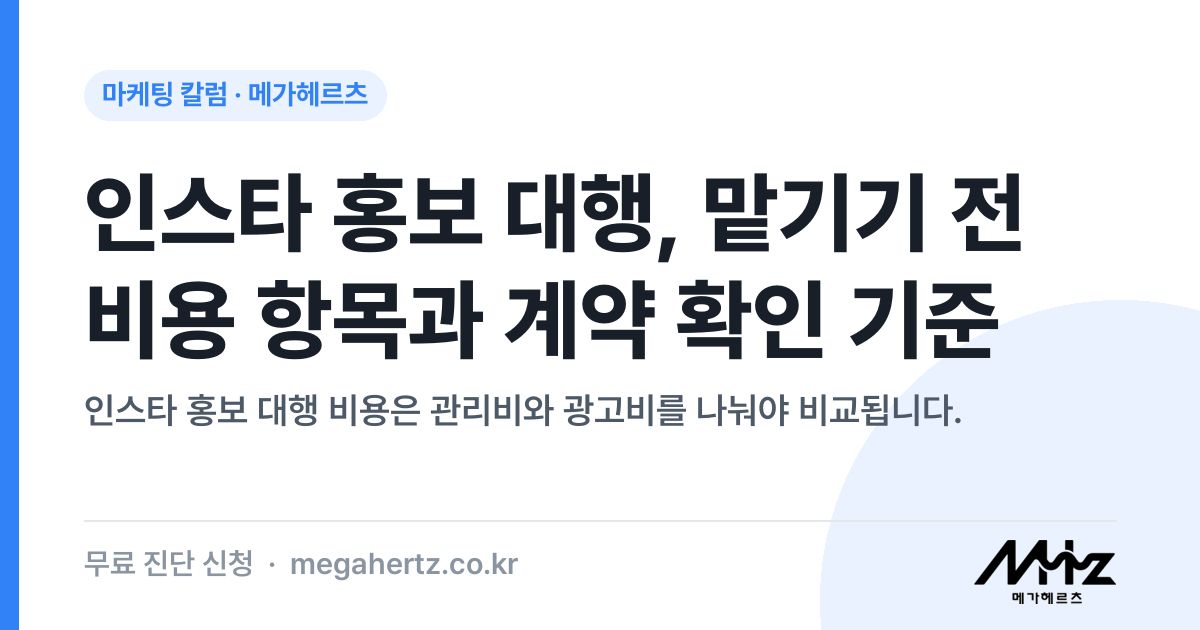 마케팅 칼럼 · 메가헤르츠
인스타 홍보 대행, 맡기기 전
비용 항목과 계약 확인 기준
인스타 홍보 대행 비용은 관리비와 광고비를 나눠야 비교됩니다.
무료 진단 신청 · megahertz.co.kr
MHz
메가헤르츠